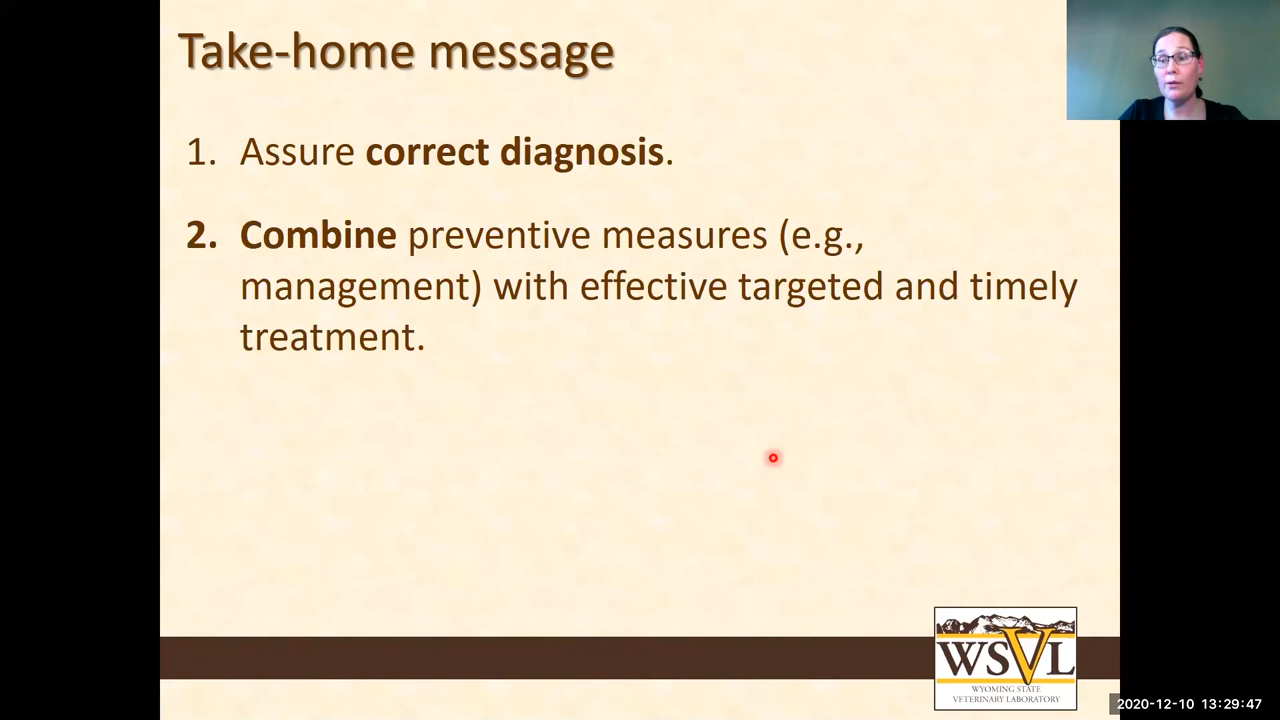 Take-home message
1. Assure correct diagnosis.
2. Combine preventive measures (e.g.,
management) with effective targeted and timely
treatment.
WSVL
WYOMING STATE
VETERINARY LABORATORY
2020-12-10 13:29:47